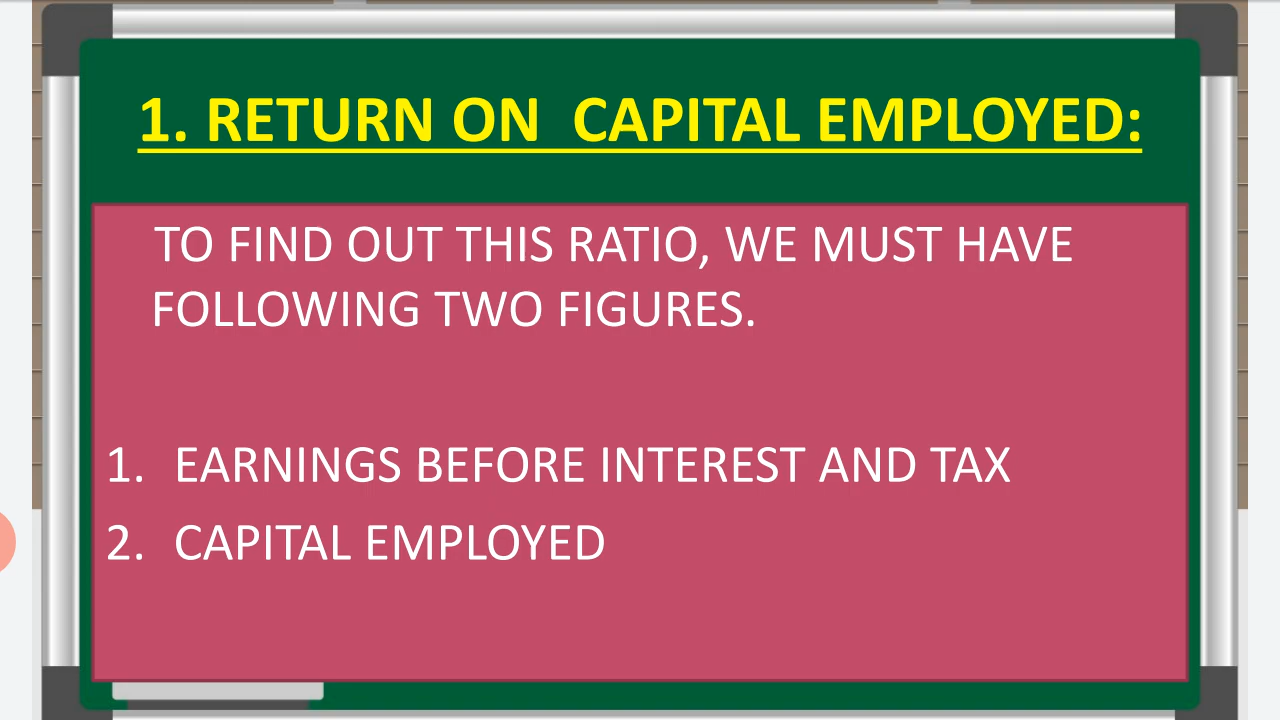 1. RETURN ON CAPITAL EMPLOYED:
TO FIND OUT THIS RATIO, WE MUST HAVE
FOLLOWING TWO FIGURES.
1. EARNINGS BEFORE INTEREST AND TAX
2. CAPITAL EMPLOYED